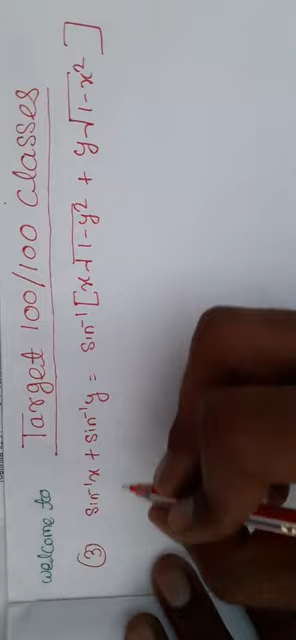 welcome to
Target 100/100 classes
(3) sin⁻¹x + sin⁻¹y = sin⁻¹[x√1-y² + y√1-x²]